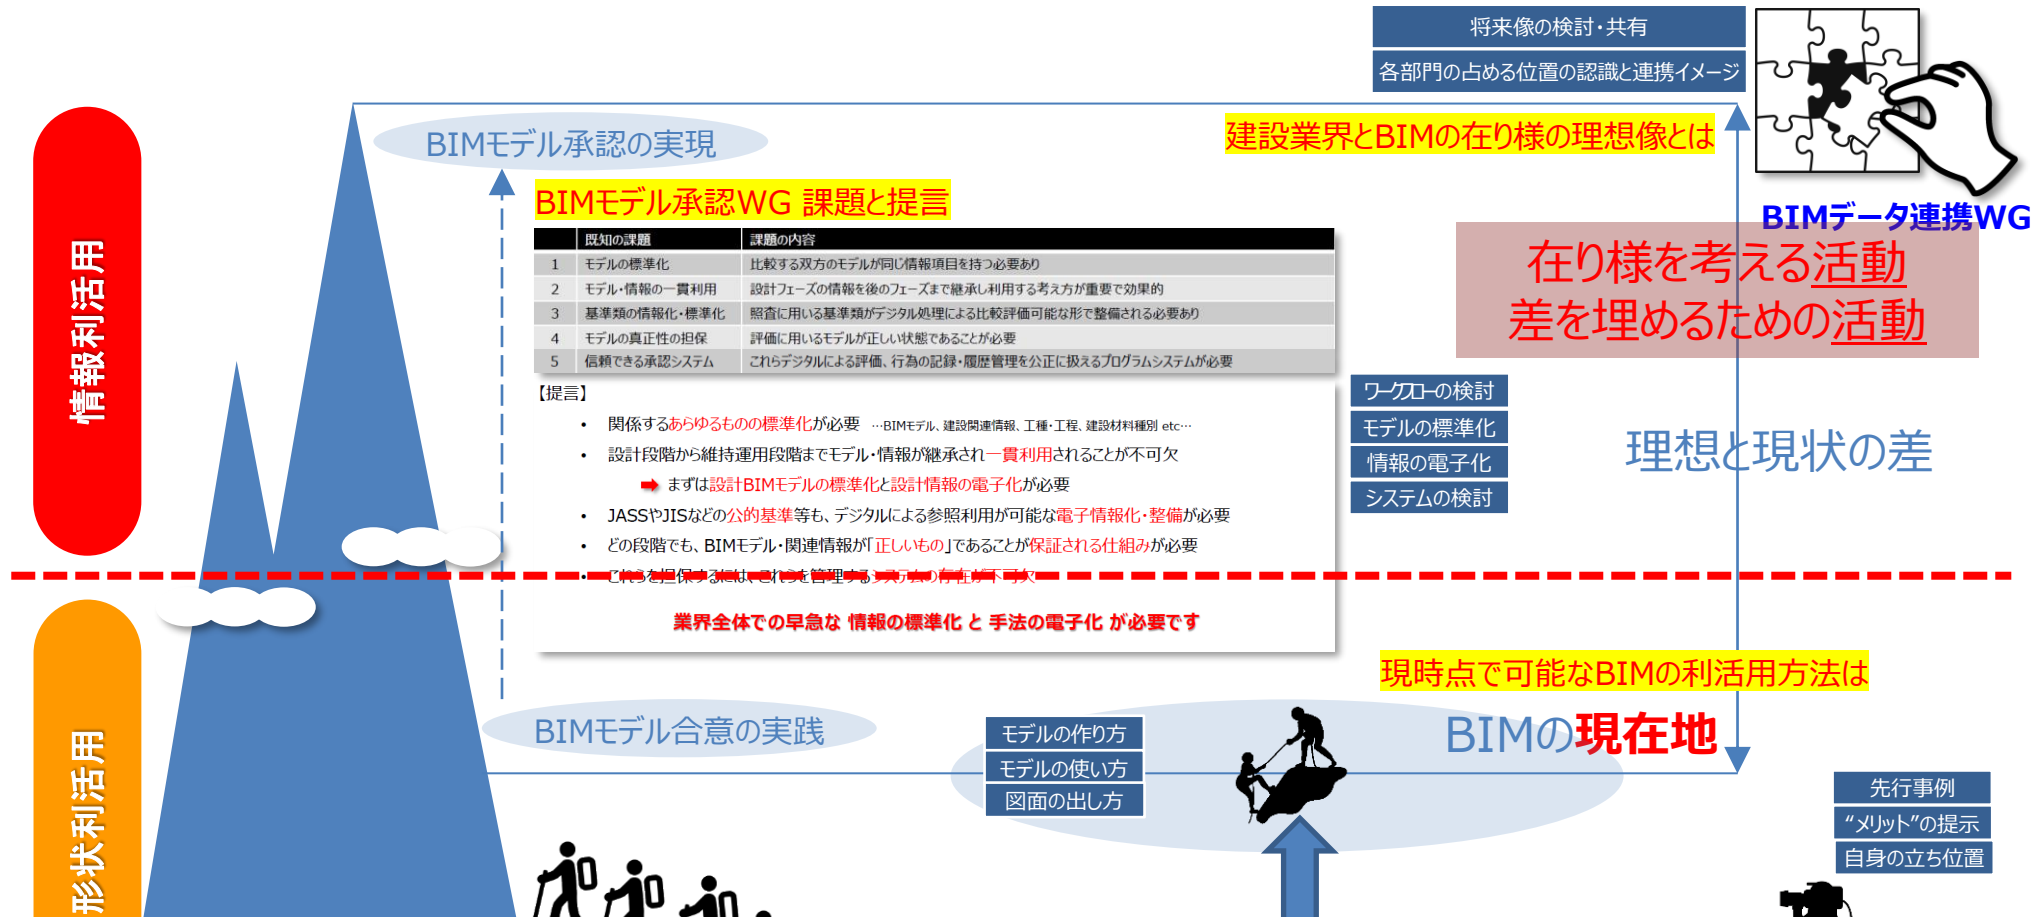 将来像の検討・共有
各部門の占める位置の認識と連携イメージ
BIMモデル承認の実現
建設業界とBIMの在り様の理想像とは
BIMデータ連携WG
BIMモデル承認WG 課題と提言
既知の課題 課題の内容
1 モデルの標準化 比較する双方のモデルが同じ情報項目を持つ必要あり
2 モデル・情報の一貫利用 設計フェーズの情報を後のフェーズまで継承し利用する考え方が重要で効果的
3 基準類の情報化・標準化 照査に用いる基準類がデジタル処理による比較評価可能な形で整備される必要あり
4 モデルの真正性の担保 評価に用いるモデルが正しい状態であることが必要
5 信頼できる承認システム これらデジタルによる評価、行為の記録・履歴管理を公正に扱えるプログラムシステムが必要
在り様を考える活動
差を埋めるための活動
情報利活用
【提言】
• 関係するあらゆるものの標準化が必要 …BIMモデル、建設関連情報、工種・工程、建設材料種別 etc…
• 設計段階から維持運用段階までモデル・情報が継承され一貫利用されることが不可欠
まずは設計BIMモデルの標準化と設計情報の電子化が必要
• JASSやJISなどの公的基準等も、デジタルによる参照利用が可能な電子情報化・整備が必要
• どの段階でも、BIMモデル・関連情報が「正しいもの」であることが保証される仕組みが必要
• これらを担保するには、これらを管理するシステムの存在が不可欠
業界全体での早急な 情報の標準化 と 手法の電子化 が必要です
ワークフローの検討
モデルの標準化
情報の電子化
システムの検討
理想と現状の差
現時点で可能なBIMの利活用方法は
BIMモデル合意の実践
モデルの作り方
モデルの使い方
図面の出し方
BIMの現在地
先行事例
“メリット”の提示
自身の立ち位置
形状利活用